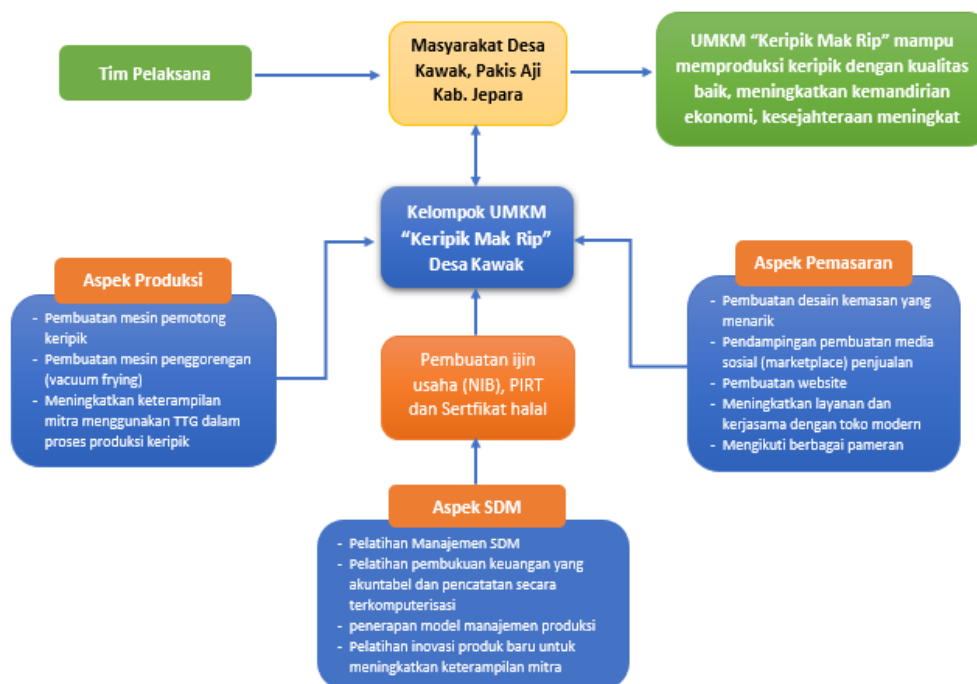 Tim Pelaksana
Masyarakat Desa
Kawak, Pakis Aji
Kab. Jepara
UMKM “Keripik Mak Rip” mampu
memproduksi keripik dengan kualitas
baik, meningkatkan kemandirian
ekonomi, kesejahteraan meningkat
Kelompok UMKM
“Keripik Mak Rip”
Desa Kawak
Aspek Produksi
- Pembuatan mesin pemotong
keripik
- Pembuatan mesin penggorengan
(vacuum frying)
- Meningkatkan keterampilan
mitra menggunakan TTG dalam
proses produksi keripik
Pembuatan ijin
usaha (NIB), PIRT
dan Sertfikat halal
Aspek Pemasaran
- Pembuatan desain kemasan yang
menarik
- Pendampingan pembuatan media
sosial (marketplace) penjualan
- Pembuatan website
- Meningkatkan layanan dan
kerjasama dengan toko modern
- Mengikuti berbagai pameran
Aspek SDM
- Pelatihan Manajemen SDM
- Pelatihan pembukuan keuangan yang
akuntabel dan pencatatan secara
terkomputerisasi
- penerapan model manajemen produksi
- Pelatihan inovasi produk baru untuk
meningkatkan keterampilan mitra